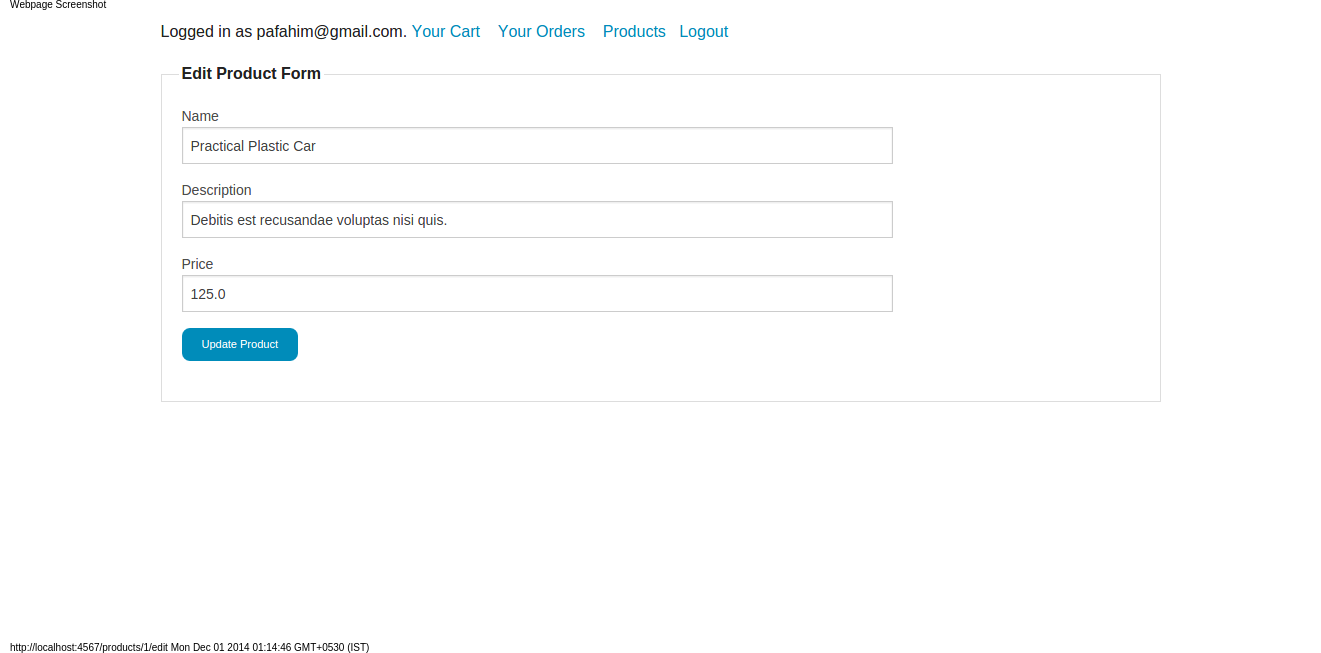 Webpage Screenshot
Logged in as pafahim@gmail.com. Your Cart Your Orders Products Logout
Edit Product Form
Name
Practical Plastic Car
Description
Debitis est recusandae voluptas nisi quis.
Price
125.0
Update Product
http://localhost:4567/products/1/edit Mon Dec 01 2014 01:14:46 GMT+0530 (IST)